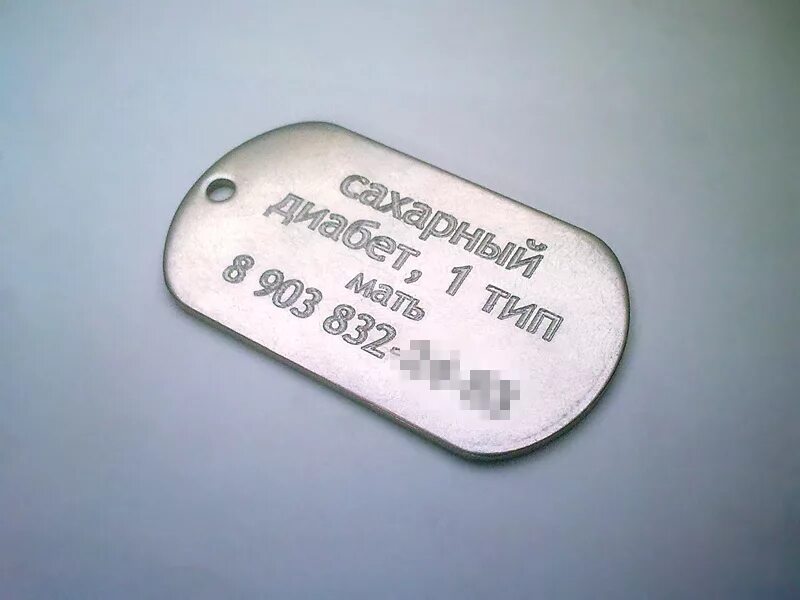 сахарный
диабет, 1 тип
мать
8 903 832-